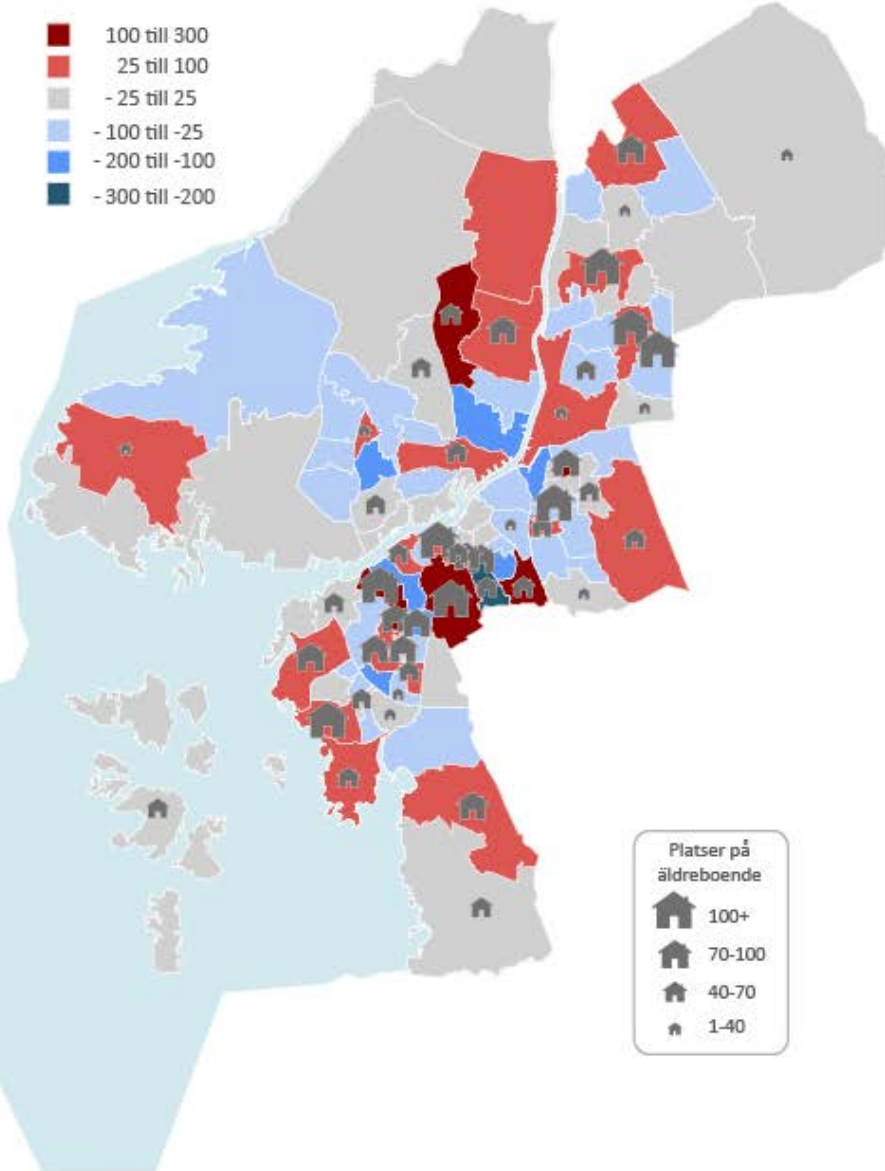 100 till 300
25 till 100
- 25 till 25
- 100 till -25
- 200 till -100
- 300 till -200
Platser på
äldreboende
100+
70-100
40-70
1-40